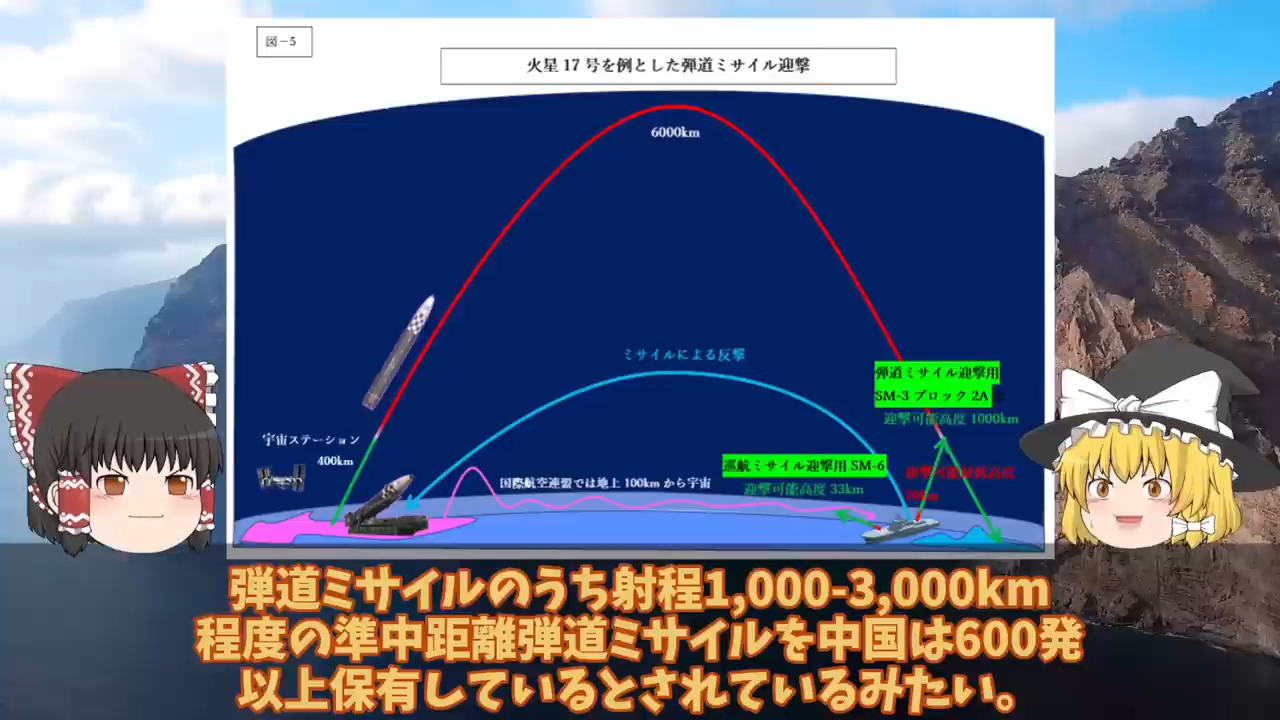 図－5
火星 17 号を例とした弾道ミサイル迎撃
6000km
ミサイルによる反撃
弾道ミサイル迎撃用
SM-3 ブロック 2A
迎撃可能高度 1000km
宇宙ステーション
400km
巡航ミサイル迎撃用 SM-6
迎撃可能高度 33km
国際航空連盟では地上 100km から宇宙
弾道ミサイルのうち射程1,000-3,000km
程度の準中距離弾道ミサイルを中国は600発
以上保有しているとされているみたい。